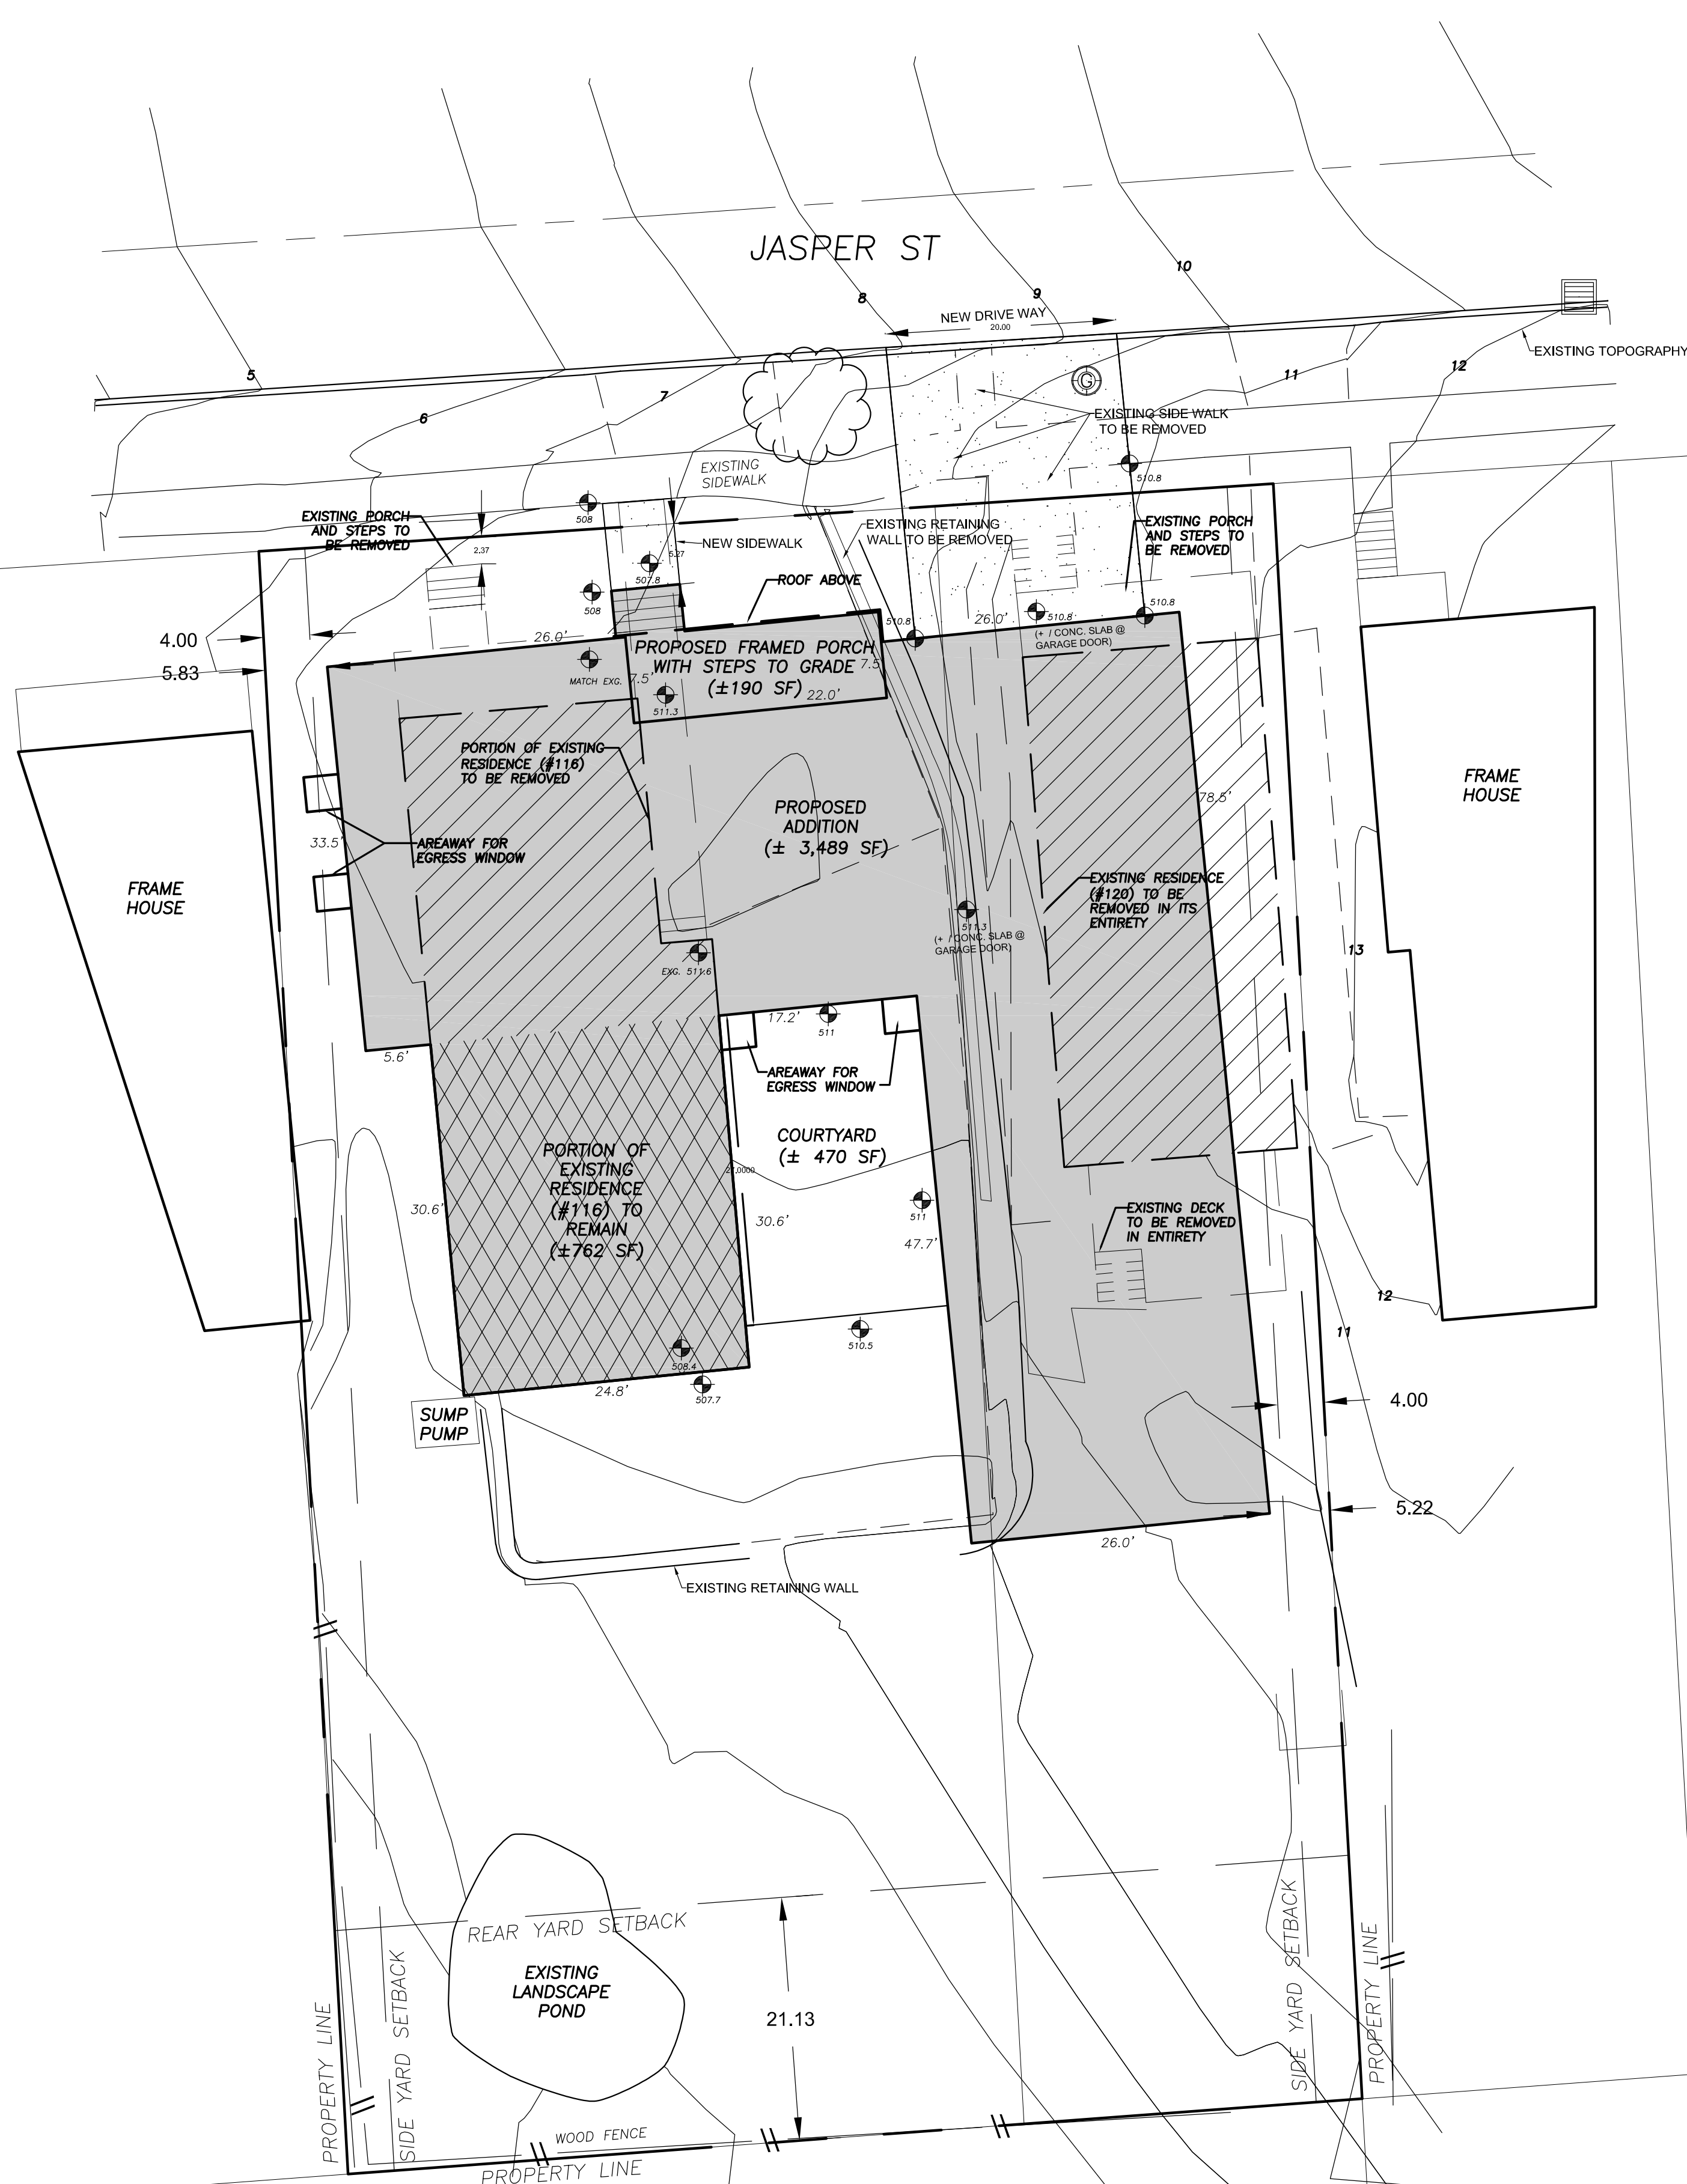 JASPER ST
10
9
8
NEW DRIVE WAY
20.00
EXISTING TOPOGRAPHY
5
6
7
11
12
G
EXISTING SIDE WALK
TO BE REMOVED
EXISTING
SIDEWALK
510.8
508
EXISTING PORCH
AND STEPS TO
BE REMOVED
2.37
NEW SIDEWALK
5.27
EXISTING RETAINING
WALL TO BE REMOVED
EXISTING PORCH
AND STEPS TO
BE REMOVED
507.8
508
ROOF ABOVE
510.8
26.0'
510.8
510.8
(+ / CONC. SLAB @
GARAGE DOOR)
4.00
5.83
26.0'
PROPOSED FRAMED PORCH
WITH STEPS TO GRADE
(±190 SF)
7.5'
22.0'
7.5'
MATCH EXG.
511.3
PORTION OF EXISTING
RESIDENCE (#116)
TO BE REMOVED
PROPOSED
ADDITION
(± 3,489 SF)
78.5'
FRAME
HOUSE
33.5'
AREAWAY FOR
EGRESS WINDOW
FRAME
HOUSE
EXISTING RESIDENCE
(#120) TO BE
REMOVED IN ITS
ENTIRETY
511.3
(+ / CONC. SLAB @
GARAGE DOOR)
13
EXG. 511.6
17.2'
511
5.6'
AREAWAY FOR
EGRESS WINDOW
COURTYARD
(± 470 SF)
PORTION OF
EXISTING
RESIDENCE
(#116) TO
REMAIN
(±762 SF)
30.6'
30.6'
511
47.7'
EXISTING DECK
TO BE REMOVED
IN ENTIRETY
12
11
510.5
508.4
507.7
24.8'
SUMP
PUMP
4.00
5.22
26.0'
EXISTING RETAINING WALL
REAR YARD SETBACK
EXISTING
LANDSCAPE
POND
21.13
PROPERTY LINE
SIDE YARD SETBACK
SIDE YARD SETBACK
PROPERTY LINE
WOOD FENCE
PROPERTY LINE